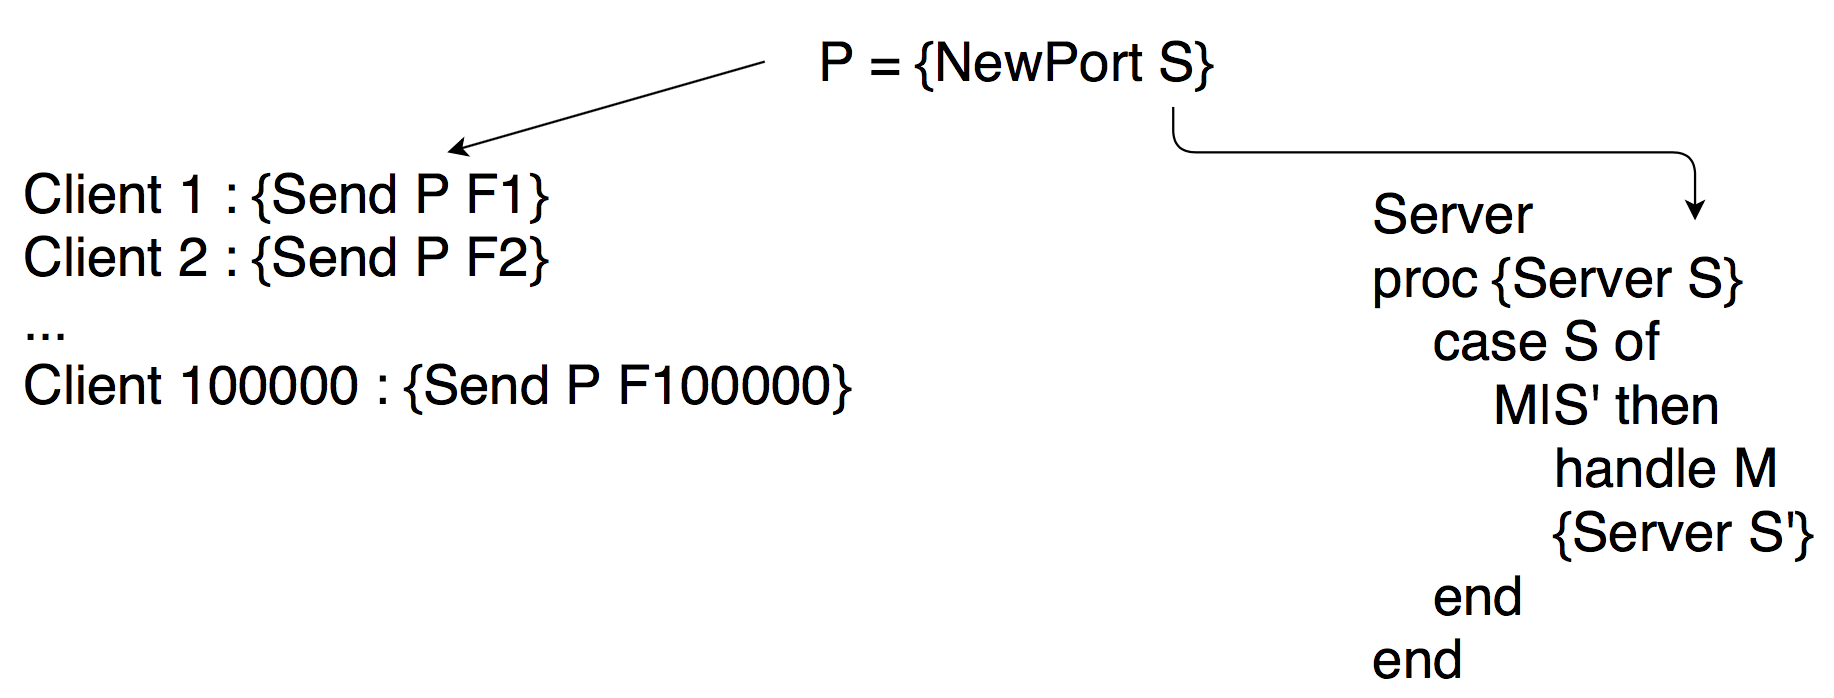 P = {NewPort S}
Client 1 : {Send P F1}
Client 2 : {Send P F2}
...
Client 100000 : {Send P F100000}
Server
proc {Server S}
case S of
M|S' then
handle M
{Server S'}
end
end